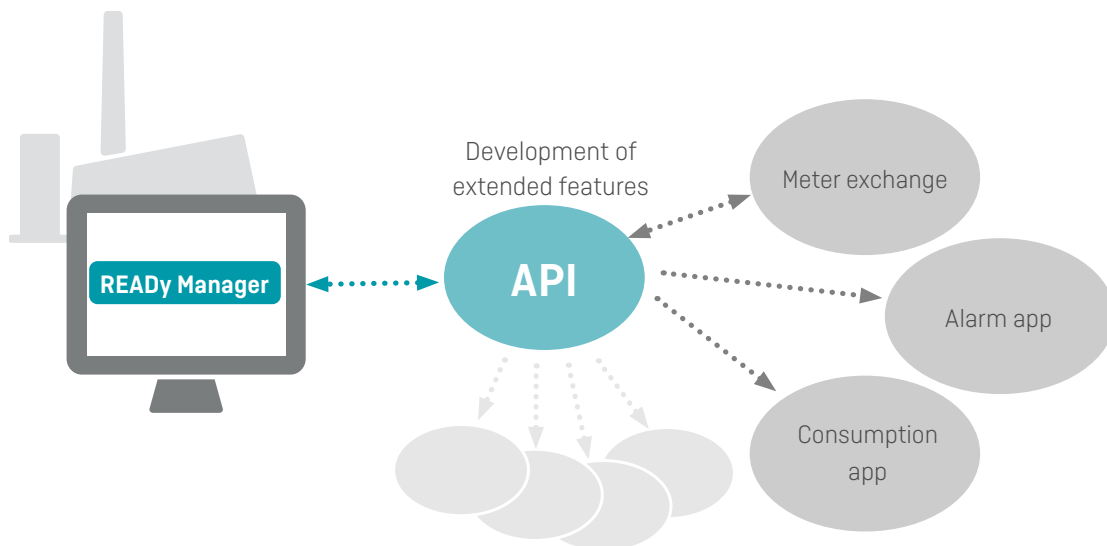 Development of
extended features
READy Manager
API
Meter exchange
Alarm app
Consumption
app